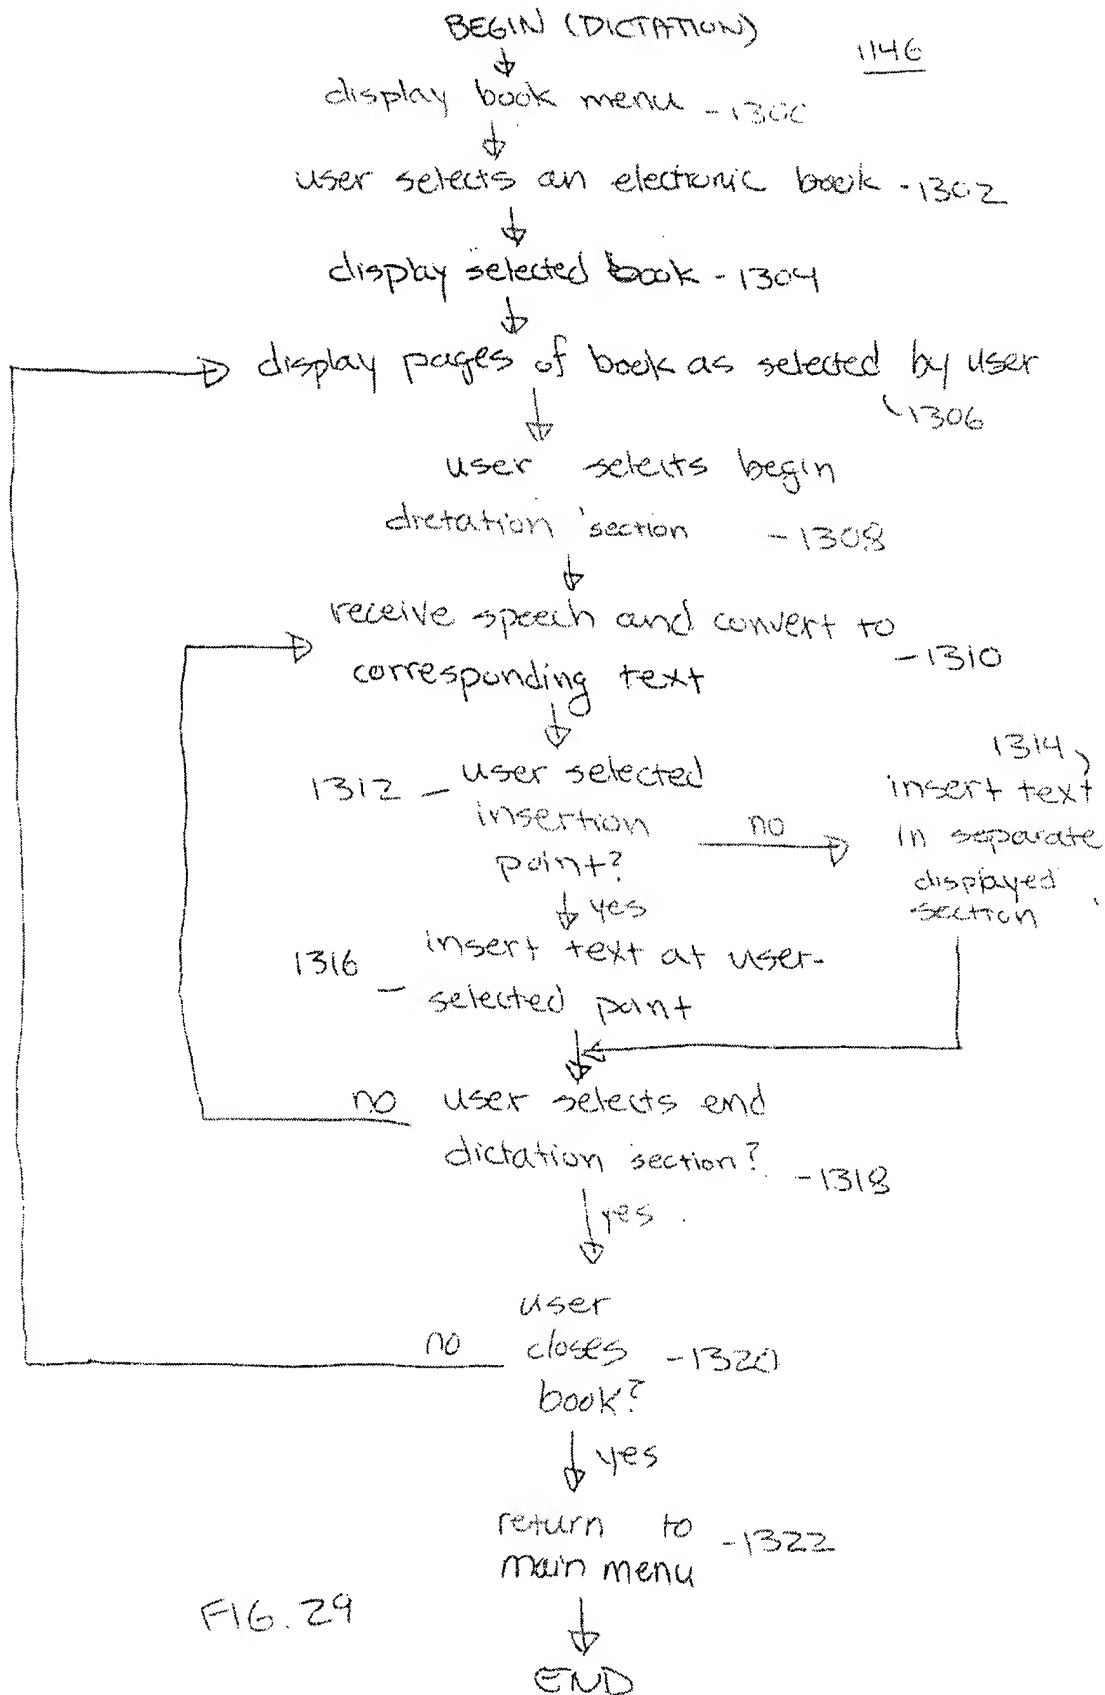 BEGIN (DICTATION)
1146
display book menu - 1300
user selects an electronic book - 1302
display selected book - 1304
display pages of book as selected by user
1306
user selects begin
dictation section - 1308
receive speech and convert to
- 1310
corresponding text
1312 - user selected
insertion
point?
no
1314
insert text
in separate
displayed
section
yes
1316 - insert text at user-
selected point
no user selects end
dictation section? - 1318
yes
user
no closes - 1320
book?
yes
return to - 1322
main menu
FIG. 29
END